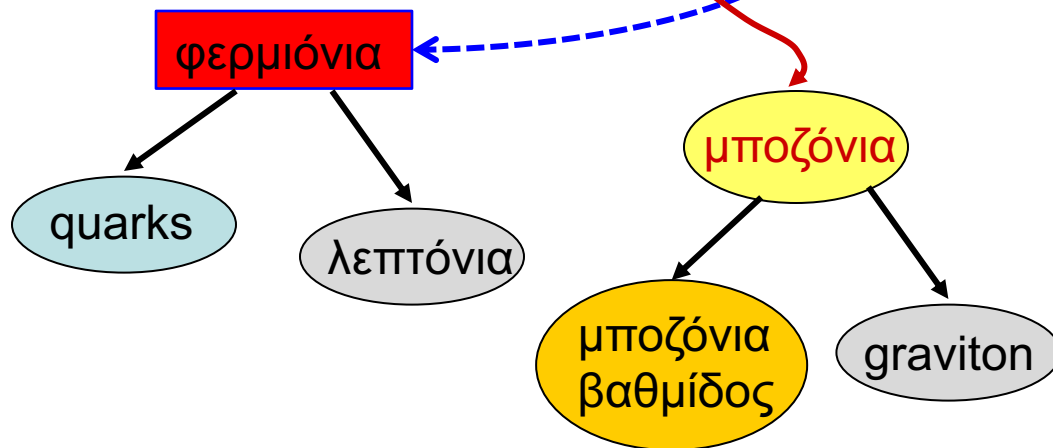 φερμιόνια
μποζόνια
quarks
λεπτόνια
μποζόνια
βαθμίδος
graviton